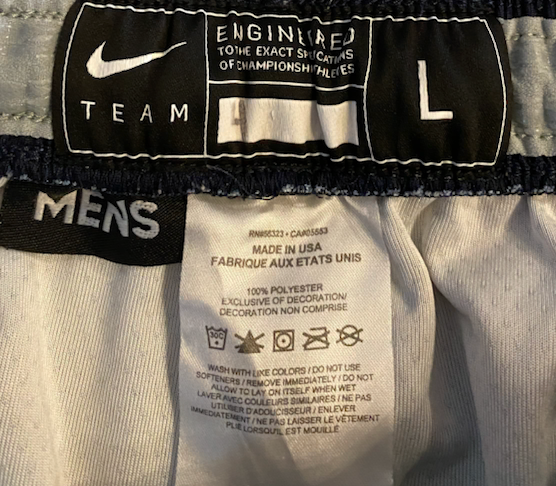 ENGINEERED
TO THE EXACT SPECIFICATIONS
OF CHAMPIONSHIP ATHLETES
TEAM
L
MENS
RN#56323 • CA#05553
MADE IN USA
FABRIQUE AUX ETATS UNIS
100% POLYESTER
EXCLUSIVE OF DECORATION/
DECORATION NON COMPRISE
30C
WASH WITH LIKE COLORS / DO NOT USE
SOFTENERS / REMOVE IMMEDIATELY / DO NOT
ALLOW TO LAY ON ITSELF WHEN WET
LAVER AVEC COULEURS SIMILAIRES / NE PAS
UTILISER D'ADOUCISSEUR / ENLEVER
IMMEDIATEMENT / NE PAS LAISSER LE VÊTEMENT
PLIÉ LORSQU'IL EST MOUILLÉ